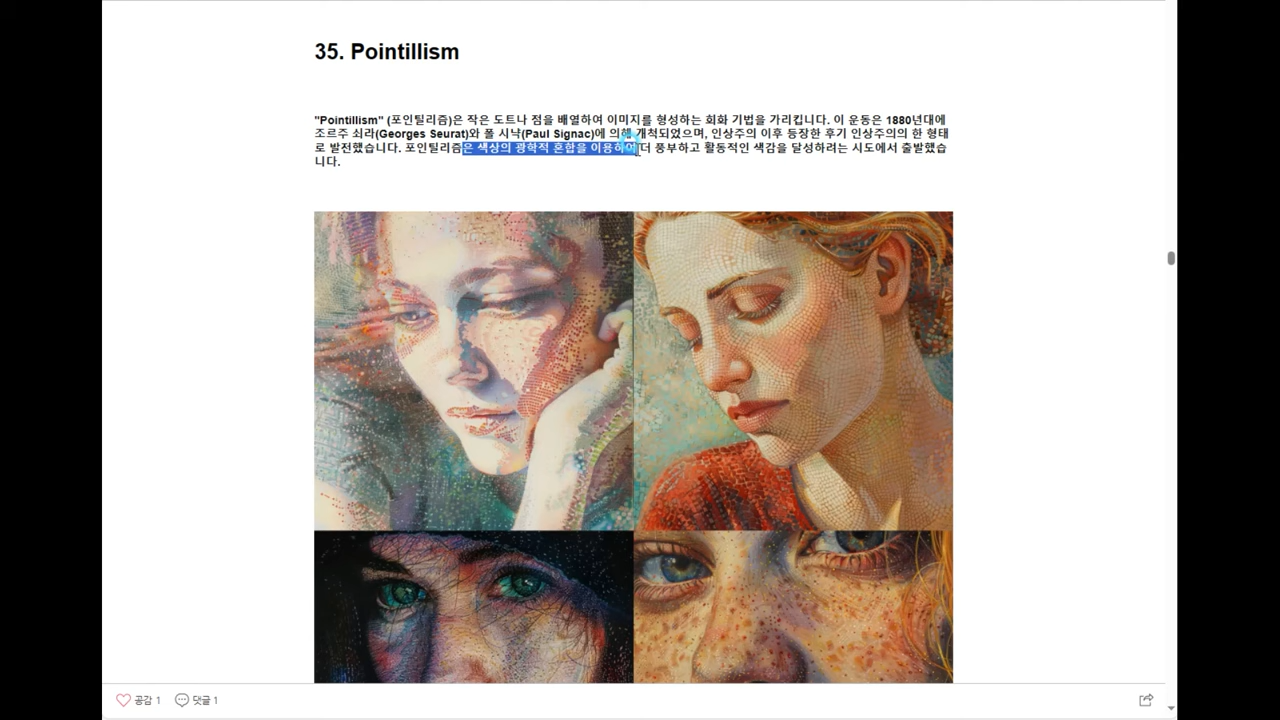 35. Pointillism
"Pointillism" (포인틸리즘)은 작은 도트나 점을 배열하여 이미지를 형성하는 회화 기법을 가리킵니다. 이 운동은 1880년대에
조르주 쇠라(Georges Seurat)와 폴 시냑(Paul Signac)에 의해 개척되었으며, 인상주의 이후 등장한 후기 인상주의의 한 형태
로 발전했습니다. 포인틸리즘은 색상의 광학적 혼합을 이용하여 더 풍부하고 활동적인 색감을 달성하려는 시도에서 출발했습
니다.
공감 1 댓글 1